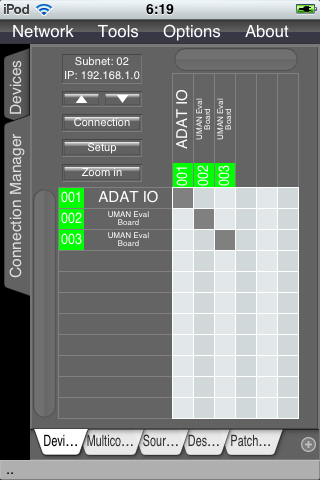 iPod 6:19
Network Tools Options About
Devices
Connection Manager
Subnet: 02
IP: 192.168.1.0
Connection
Setup
Zoom in
ADAT IO
UMAN Eval
Board
UMAN Eval
Board
001 002 003
001 ADAT IO
002 UMAN Eval
Board
003 UMAN Eval
Board
Devi... Multico... Sour... Des... Patch...
..